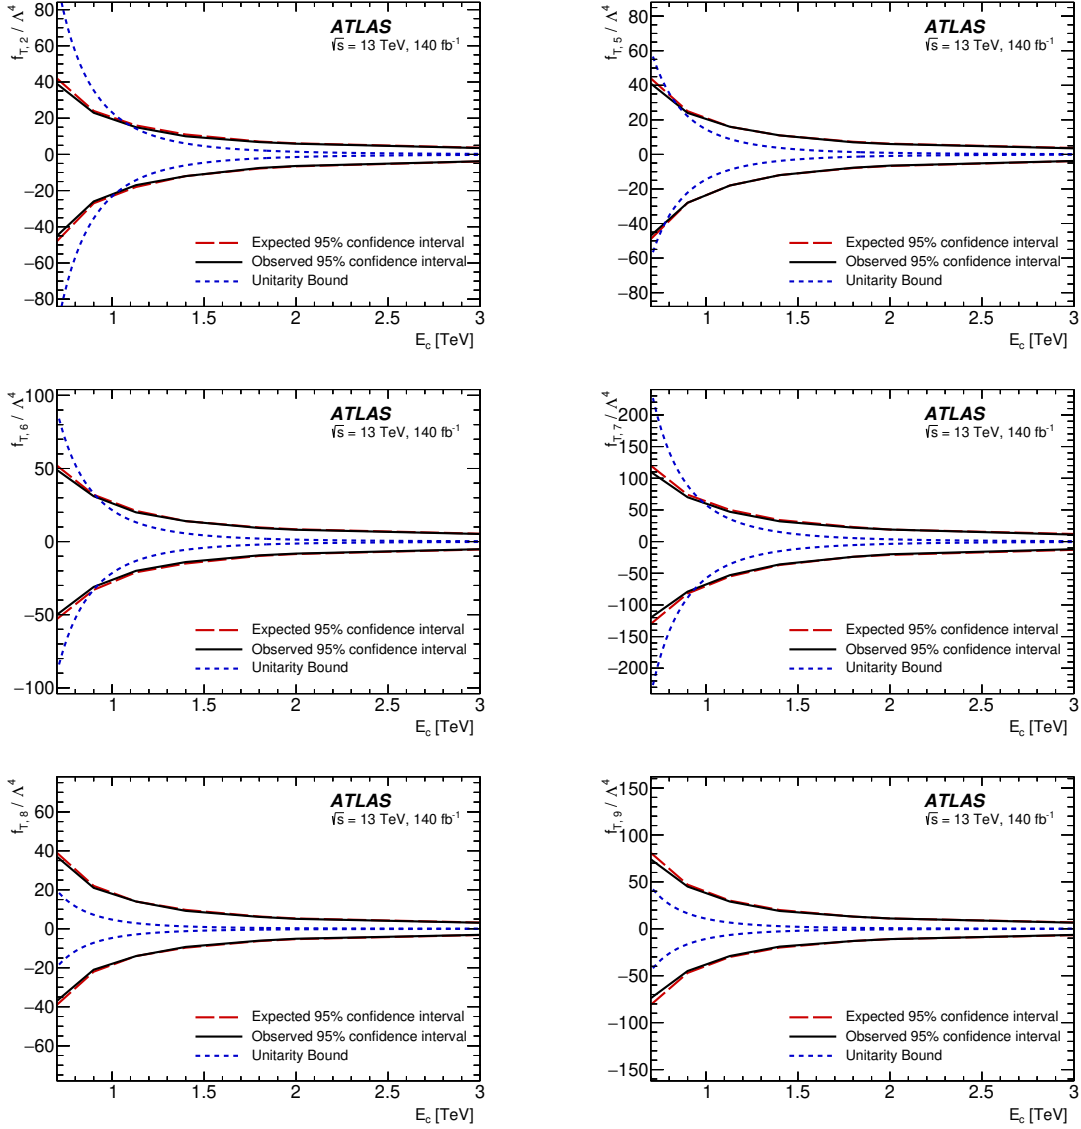 f_T,2 / Λ⁴
80
60
40
20
0
−20
−40
−60
−80
ATLAS
√s = 13 TeV, 140 fb⁻¹
Expected 95% confidence interval
Observed 95% confidence interval
Unitarity Bound
1 1.5 2 2.5 3
E_c [TeV]
f_T,5 / Λ⁴
80
60
40
20
0
−20
−40
−60
−80
ATLAS
√s = 13 TeV, 140 fb⁻¹
Expected 95% confidence interval
Observed 95% confidence interval
Unitarity Bound
1 1.5 2 2.5 3
E_c [TeV]
f_T,6 / Λ⁴
100
50
0
−50
−100
ATLAS
√s = 13 TeV, 140 fb⁻¹
Expected 95% confidence interval
Observed 95% confidence interval
Unitarity Bound
1 1.5 2 2.5 3
E_c [TeV]
f_T,7 / Λ⁴
200
150
100
50
0
−50
−100
−150
−200
ATLAS
√s = 13 TeV, 140 fb⁻¹
Expected 95% confidence interval
Observed 95% confidence interval
Unitarity Bound
1 1.5 2 2.5 3
E_c [TeV]
f_T,8 / Λ⁴
60
40
20
0
−20
−40
−60
ATLAS
√s = 13 TeV, 140 fb⁻¹
Expected 95% confidence interval
Observed 95% confidence interval
Unitarity Bound
1 1.5 2 2.5 3
E_c [TeV]
f_T,9 / Λ⁴
150
100
50
0
−50
−100
−150
ATLAS
√s = 13 TeV, 140 fb⁻¹
Expected 95% confidence interval
Observed 95% confidence interval
Unitarity Bound
1 1.5 2 2.5 3
E_c [TeV]